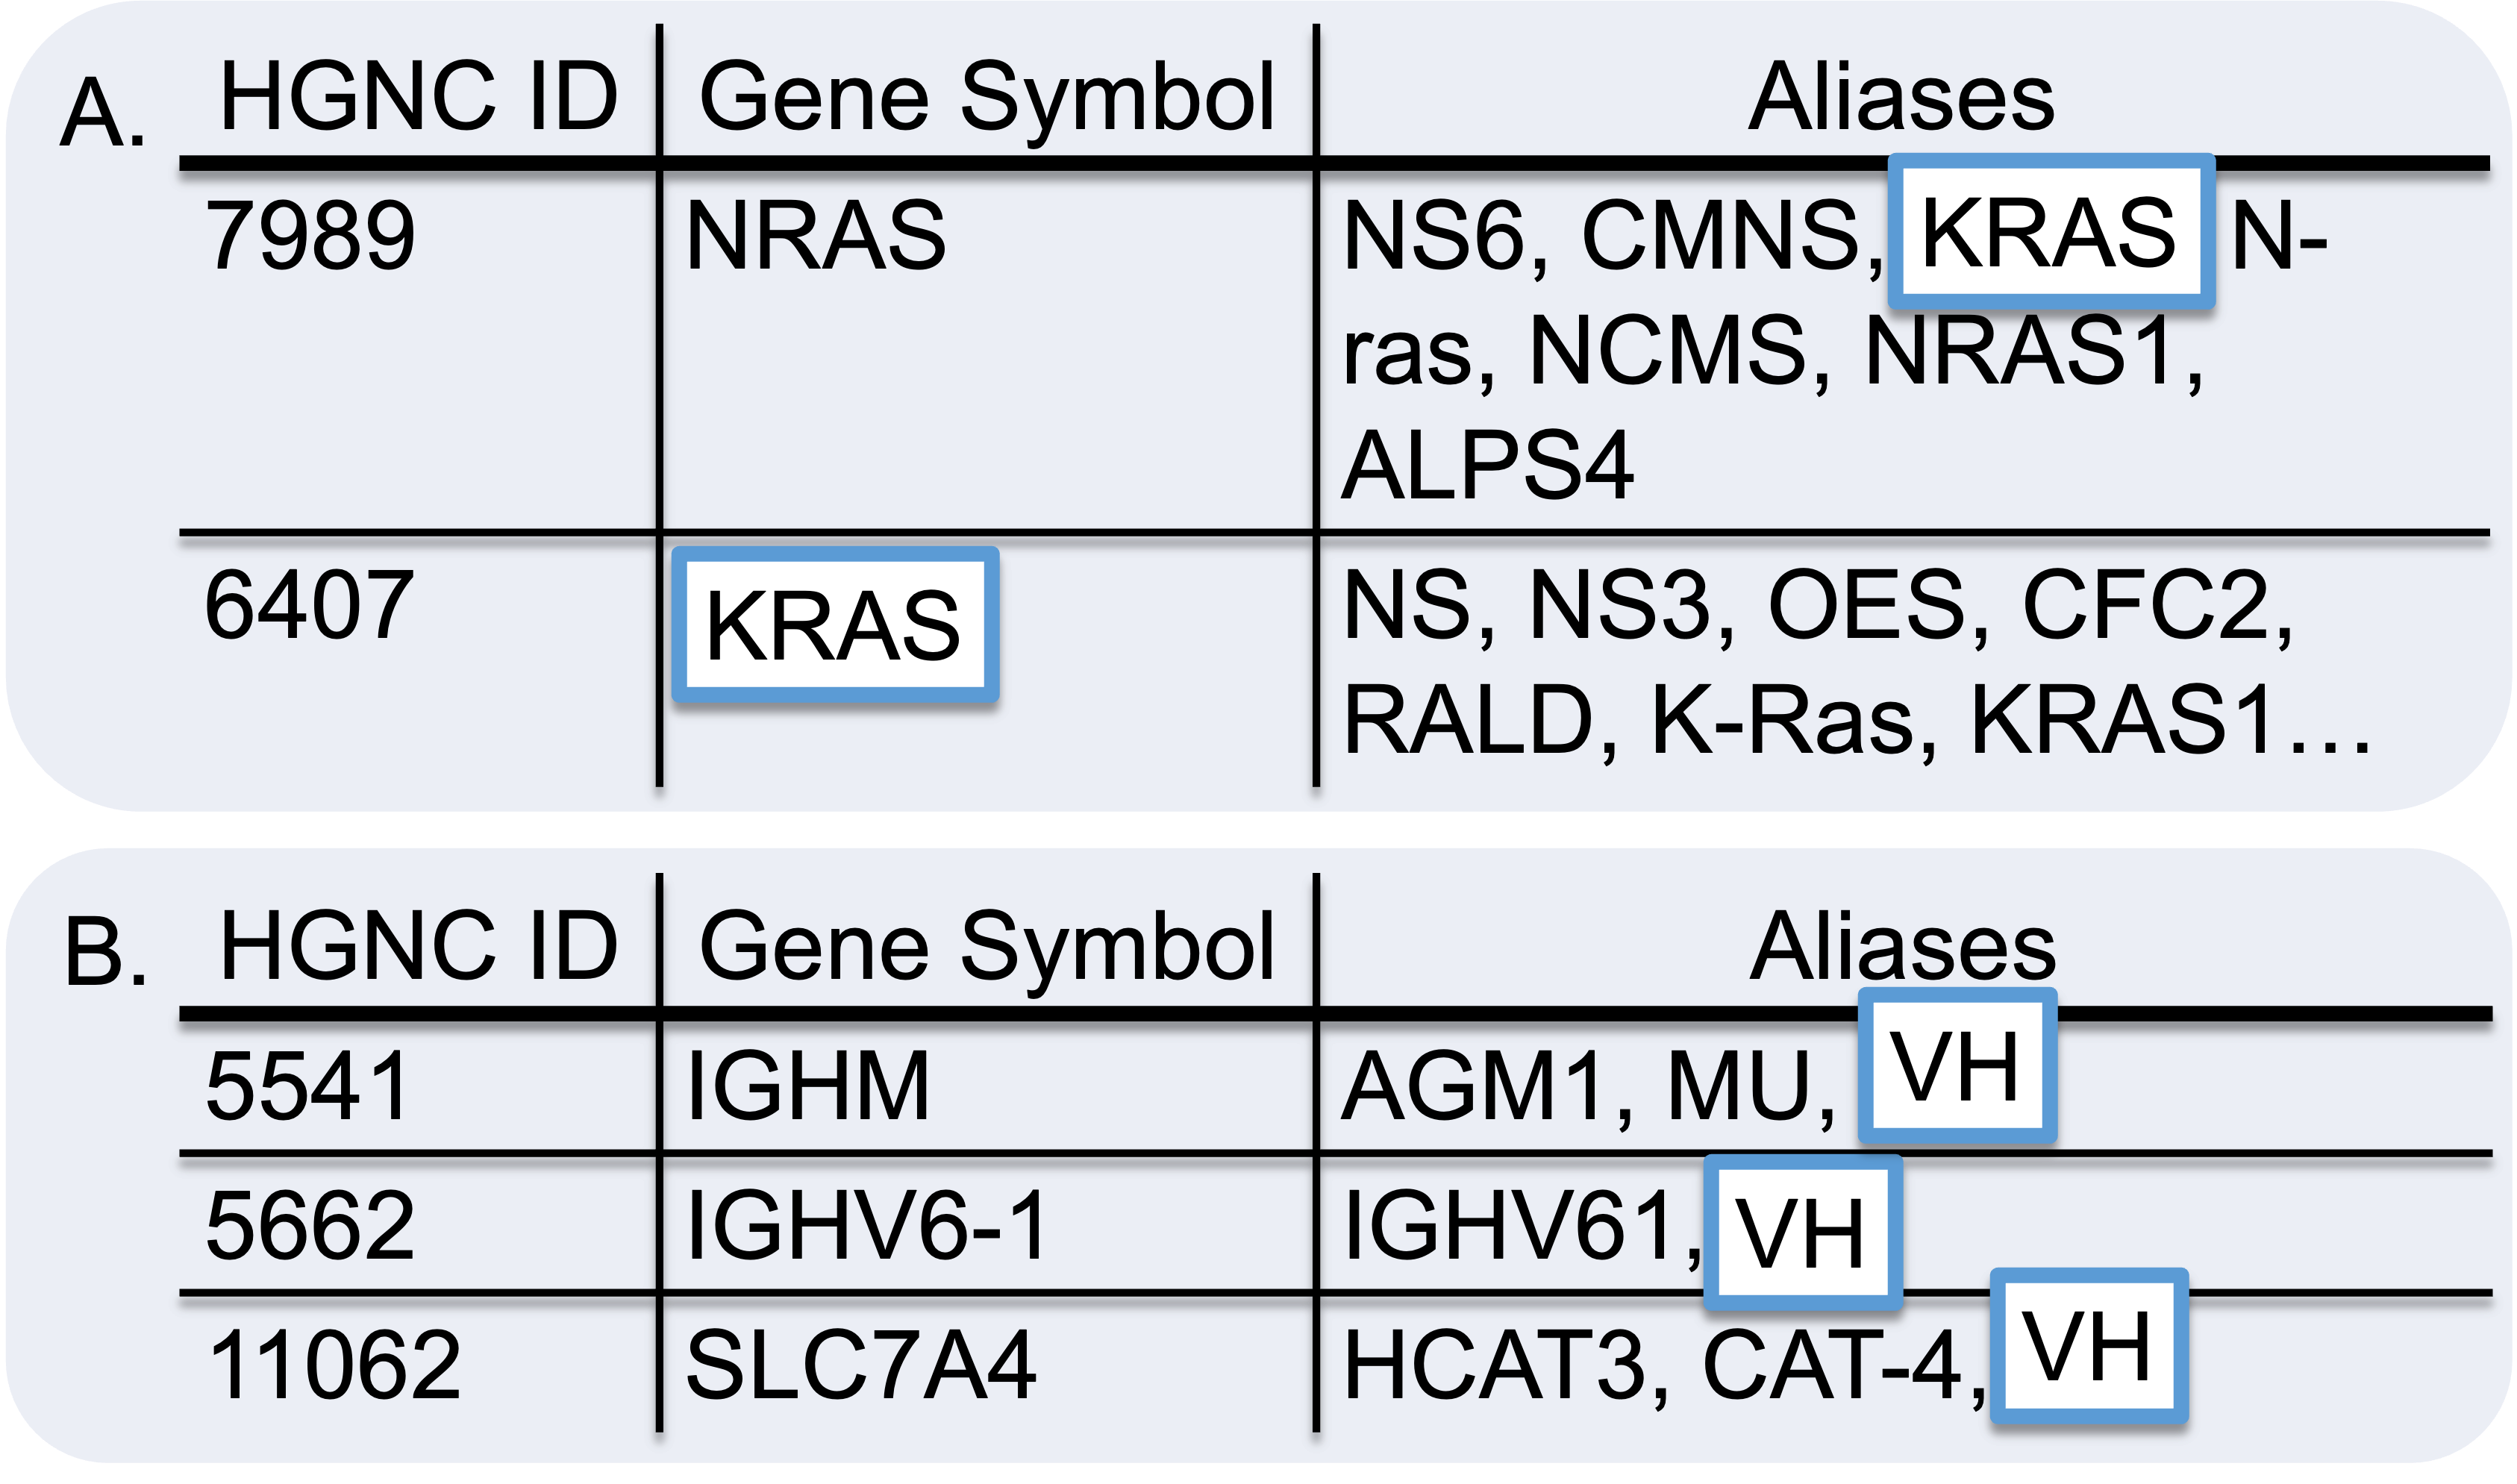 A. HGNC ID Gene Symbol Aliases
7989 NRAS NS6, CMNS, KRAS N-
ras, NCMS, NRAS1,
ALPS4
6407 KRAS NS, NS3, OES, CFC2,
RALD, K-Ras, KRAS1...
B. HGNC ID Gene Symbol Aliases
5541 IGHM AGM1, MU, VH
5662 IGHV6-1 IGHV61, VH
11062 SLC7A4 HCAT3, CAT-4, VH